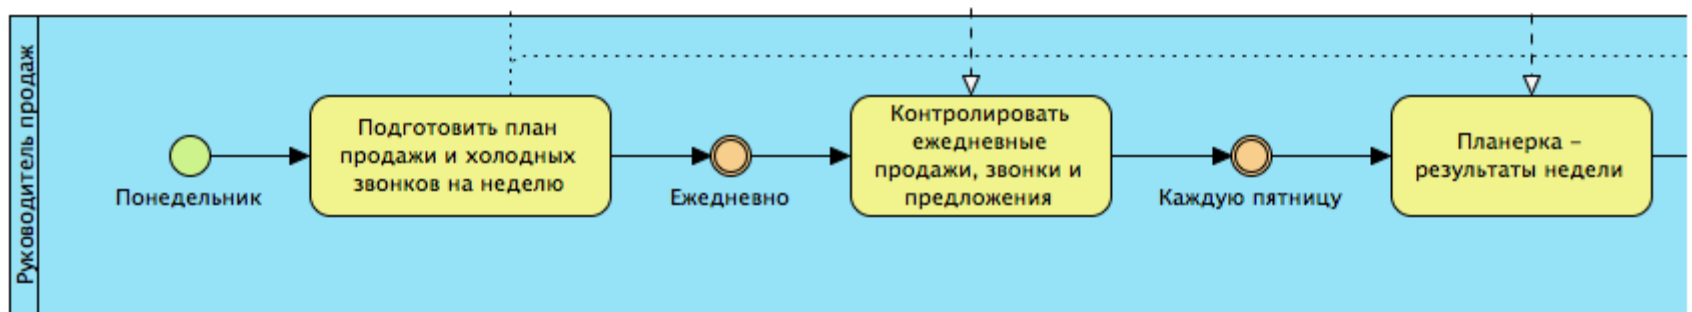 Руководитель продаж
Понедельник
Подготовить план
продажи и холодных
звонков на неделю
Ежедневно
Контролировать
ежедневные
продажи, звонки и
предложения
Каждую пятницу
Планерка –
результаты недели